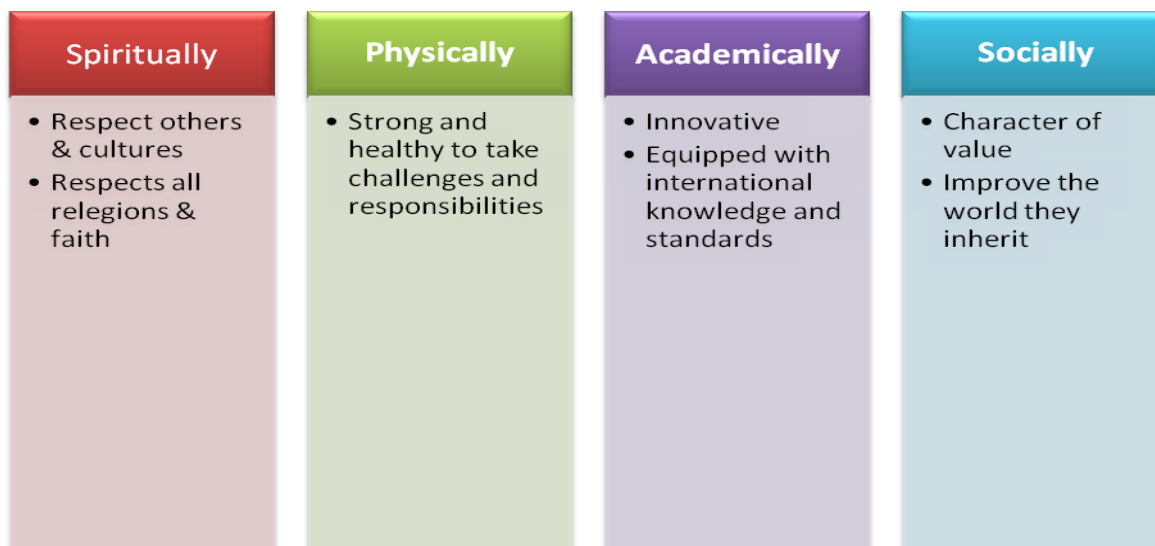 Spiritually
• Respect others
& cultures
• Respects all
relegions &
faith
Physically
• Strong and
healthy to take
challenges and
responsibilities
Academically
• Innovative
• Equipped with
international
knowledge and
standards
Socially
• Character of
value
• Improve the
world they
inherit